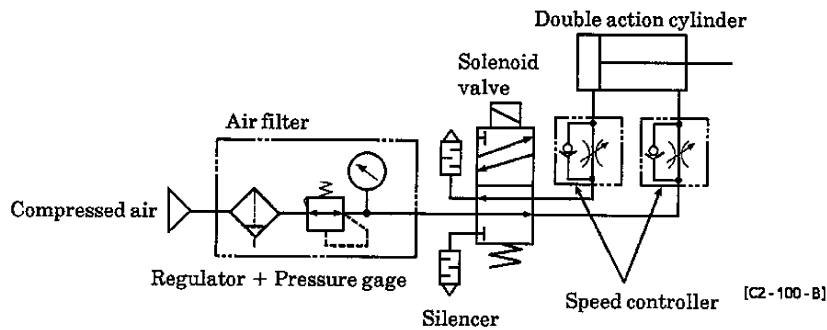 Double action cylinder
Solenoid
valve
Air filter
Compressed air
Regulator + Pressure gage
Silencer
Speed controller
[C2-100-B]